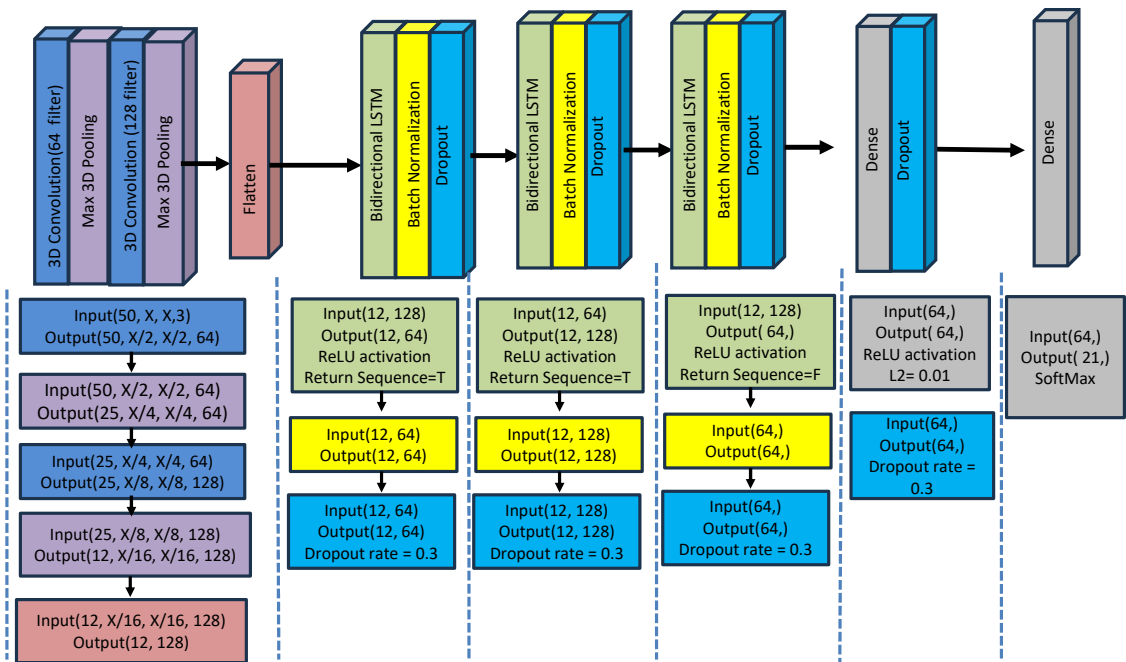 3D Convolution(64 filter)
Max 3D Pooling
3D Convolution (128 filter)
Max 3D Pooling
Flatten
Bidirectional LSTM
Batch Normalization
Dropout
Bidirectional LSTM
Batch Normalization
Dropout
Bidirectional LSTM
Batch Normalization
Dropout
Dense
Dropout
Dense
Input(50, X, X,3)
Output(50, X/2, X/2, 64)
Input(50, X/2, X/2, 64)
Output(25, X/4, X/4, 64)
Input(25, X/4, X/4, 64)
Output(25, X/8, X/8, 128)
Input(25, X/8, X/8, 128)
Output(12, X/16, X/16, 128)
Input(12, X/16, X/16, 128)
Output(12, 128)
Input(12, 128)
Output(12, 64)
ReLU activation
Return Sequence=T
Input(12, 64)
Output(12, 64)
Input(12, 64)
Output(12, 64)
Dropout rate = 0.3
Input(12, 64)
Output(12, 128)
ReLU activation
Return Sequence=T
Input(12, 128)
Output(12, 128)
Input(12, 128)
Output(12, 128)
Dropout rate = 0.3
Input(12, 128)
Output( 64,)
ReLU activation
Return Sequence=F
Input(64,)
Output(64,)
Input(64,)
Output(64,)
Dropout rate = 0.3
Input(64,)
Output( 64,)
ReLU activation
L2= 0.01
Input(64,)
Output(64,)
Dropout rate =
0.3
Input(64,)
Output( 21,)
SoftMax